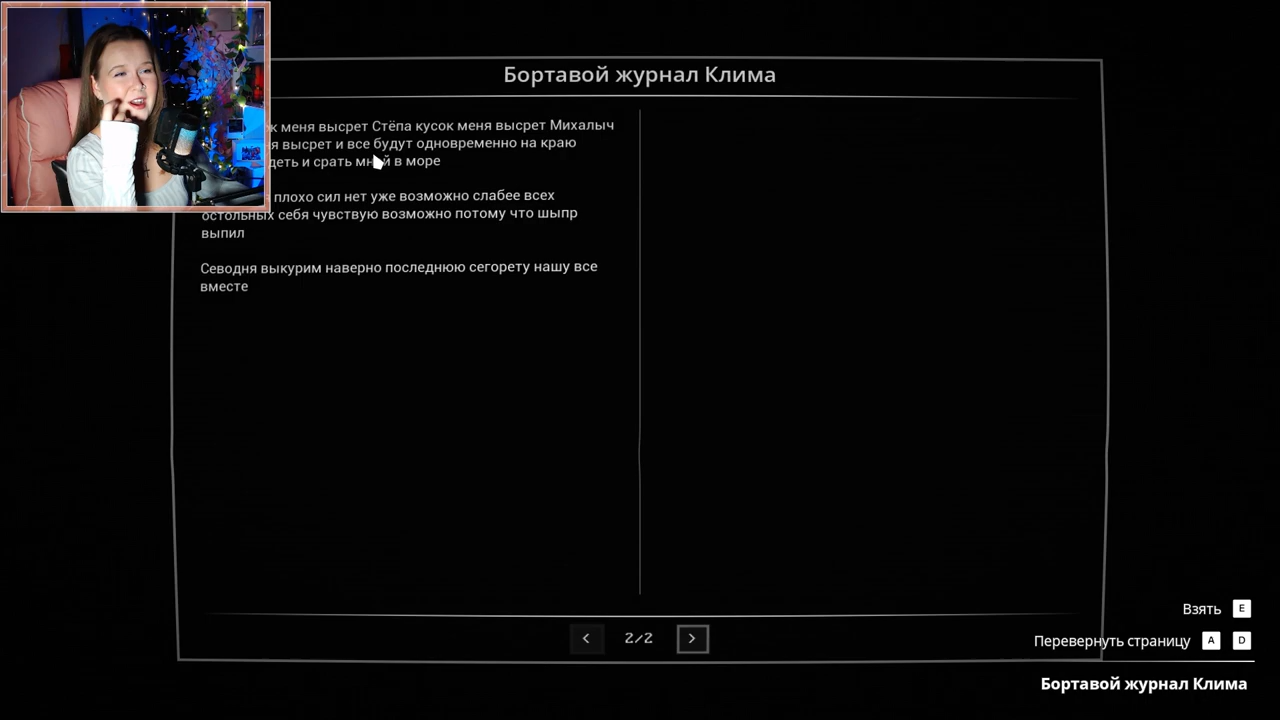 Бортавой журнал Клима
меня высрет Стёпа кусок меня высрет Михалыч
высрет и все будут одновременно на краю
и срать мной в море
плохо сил нет уже возможно слабее всех
остольных себя чувствую возможно потому что шыпр
выпил
Севодня выкурим наверно последнюю сегорету нашу все
вместе
2/2
Взять E
Перевернуть страницу A D
Бортавой журнал Клима